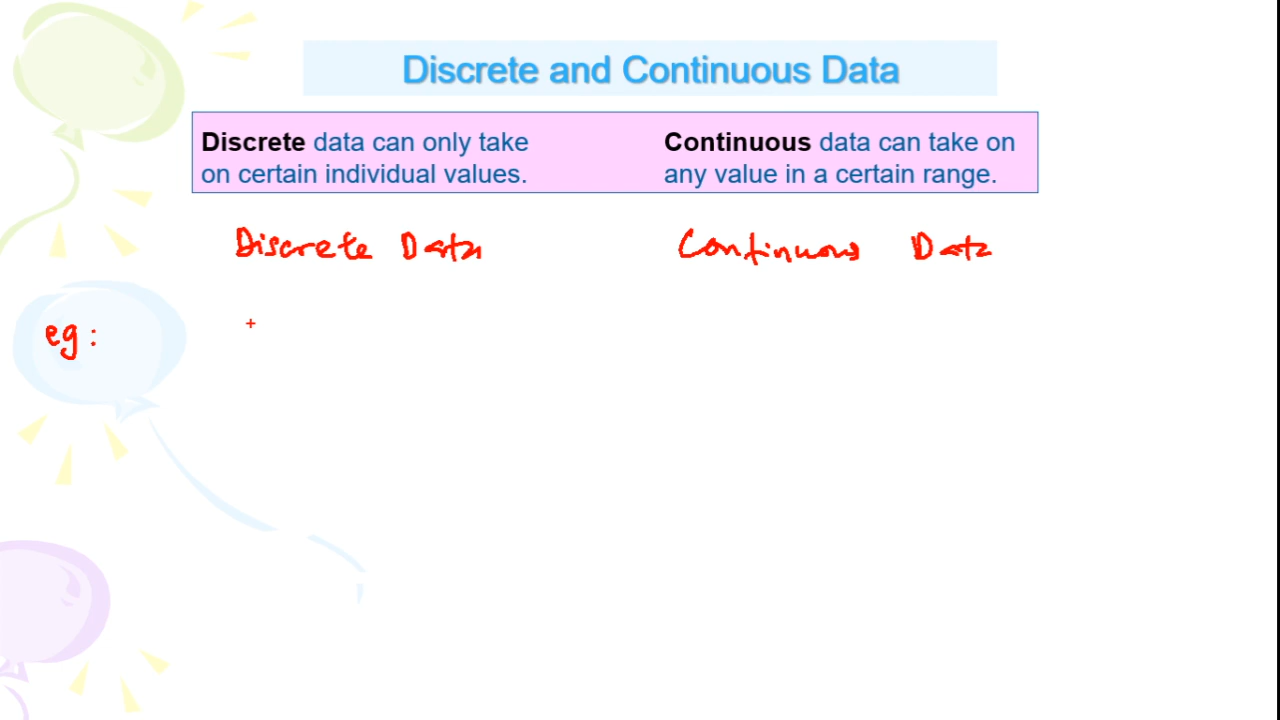 Discrete and Continuous Data
Discrete data can only take
on certain individual values.
Continuous data can take on
any value in a certain range.
Discrete Data
Continuous Data
eg: